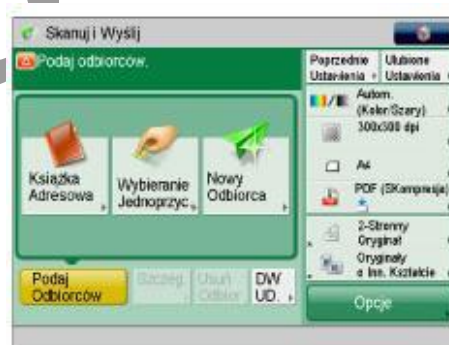 Skanuj i Wyślij
Podaj odbiorców.
Poprzednie Ustawienia
Ulubione Ustawienia
Autom.
(Kolor/Szary)
300x300 dpi
A4
PDF (SKompresja)
2-Stronny
Oryginał
Oryginały
o Inn. Kształcie
Opcje
Książka
Adresowa
Wybieranie
Jednoprzyc.
Nowy
Odbiorca
Podaj
Odbiorców
Szczeg.
Usuń
Odbior
DW
UD.